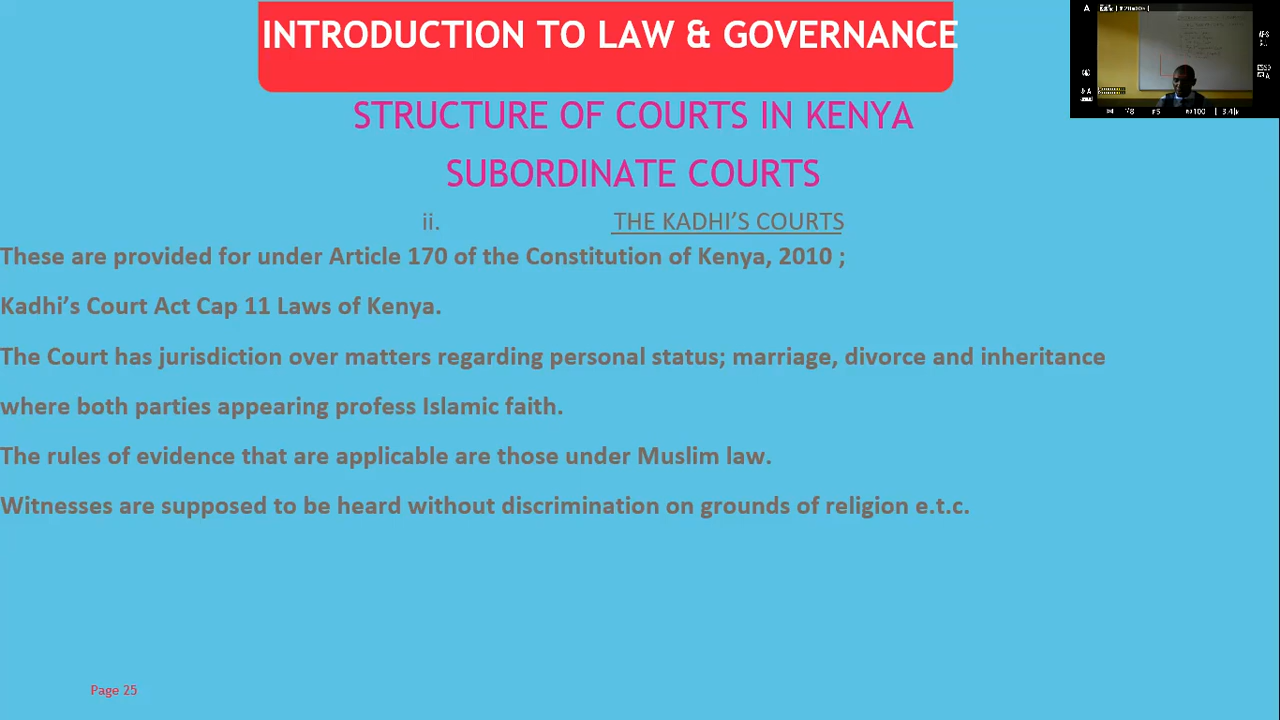 INTRODUCTION TO LAW & GOVERNANCE
STRUCTURE OF COURTS IN KENYA
SUBORDINATE COURTS
ii. THE KADHI’S COURTS
These are provided for under Article 170 of the Constitution of Kenya, 2010 ;
Kadhi’s Court Act Cap 11 Laws of Kenya.
The Court has jurisdiction over matters regarding personal status; marriage, divorce and inheritance
where both parties appearing profess Islamic faith.
The rules of evidence that are applicable are those under Muslim law.
Witnesses are supposed to be heard without discrimination on grounds of religion e.t.c.
Page 25